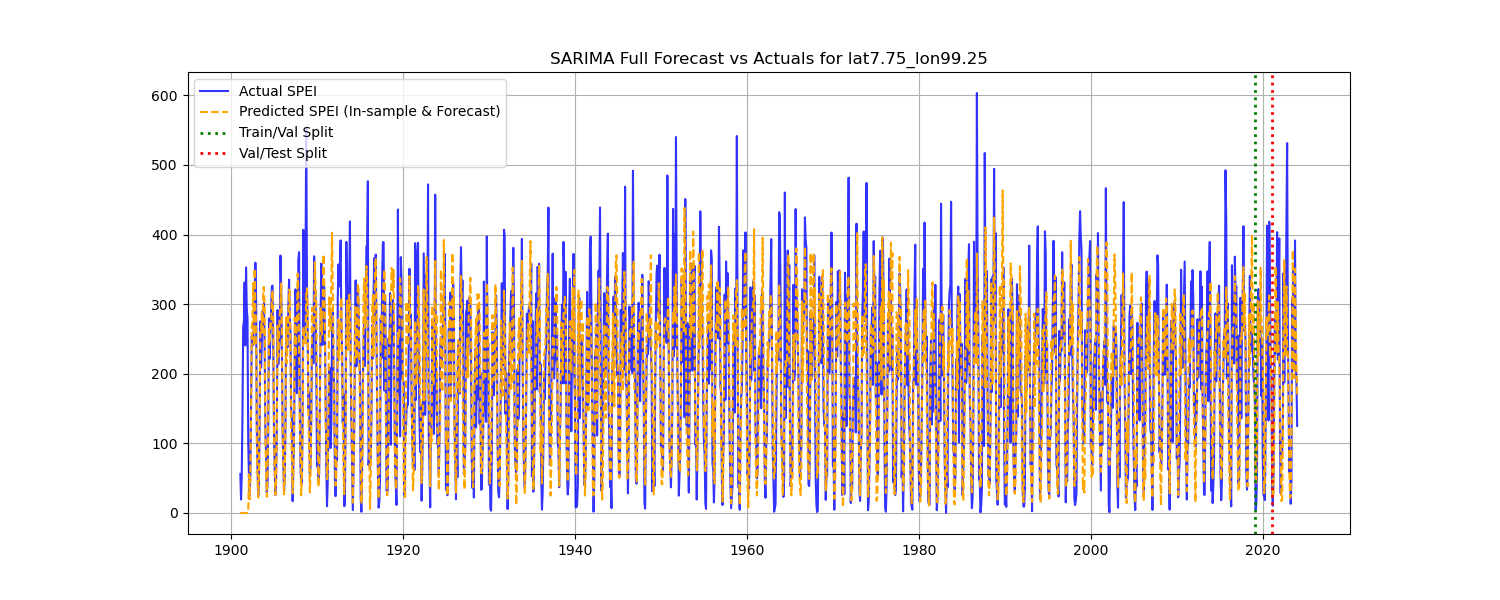 SARIMA Full Forecast vs Actuals for lat7.75_lon99.25
Actual SPEI
Predicted SPEI (In-sample & Forecast)
Train/Val Split
Val/Test Split
600
500
400
300
200
100
0
1900 1920 1940 1960 1980 2000 2020